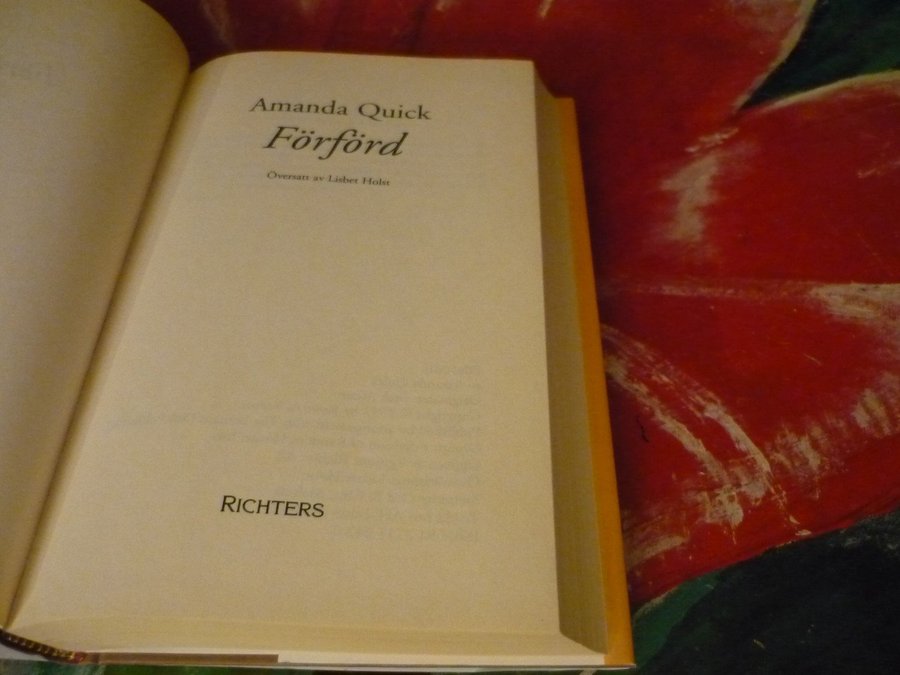 Amanda Quick
Förförd
Översatt av Lisbet Holst
RICHTERS